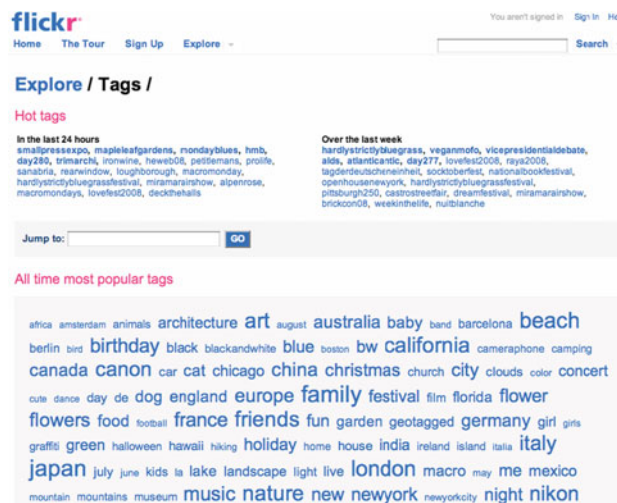 flickr
You aren't signed in Sign In
Home The Tour Sign Up Explore
Search
Explore / Tags /
Hot tags
In the last 24 hours
smallpressexpo, mapleleafgardens, mondayblues, hmb,
day280, trimarchi, ironwine, heweb08, petitlemans, prolife,
sanabria, rearwindow, loughborough, macromonday,
hardlystrictlybluegrassfestival, miramarairshow, alpenrose,
macromondays, lovefest2008, deckthehalls
Over the last week
hardlystrictlybluegrass, veganmofo, vicepresidentialdebate,
aids, atlanticantic, day277, lovefest2008, raya2008,
tagderdeutscheneinheit, socktoberfest, nationalbookfestival,
openhousenewyork, hardlystrictlybluegrassfestival,
pittsburgh250, castrostreetfair, dreamfestival, miramarairshow,
brickcon08, weekinthelife, nuitblanche
Jump to: GO
All time most popular tags
africa amsterdam animals architecture art august australia baby band barcelona beach
berlin bird birthday black blackandwhite blue boston bw california cameraphone camping
canada canon car cat chicago china christmas church city clouds color concert
cute dance day de dog england europe family festival film florida flower
flowers food football france friends fun garden geotagged germany girl girls
graffiti green halloween hawaii hiking holiday home house india ireland island italia italy
japan july june kids la lake landscape light live london macro may me mexico
mountain mountains museum music nature new newyork newyorkcity night nikon